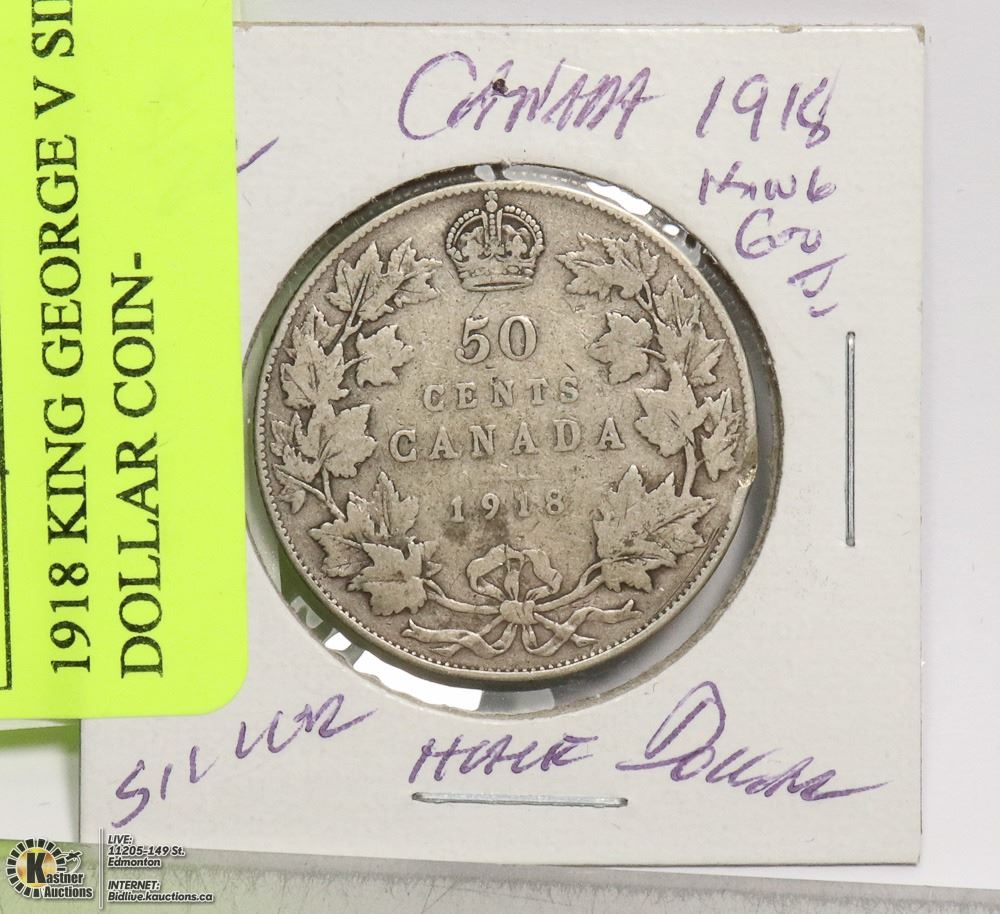 1918 KING GEORGE V SI
DOLLAR COIN-
CANADA 1918
KING
GEO
50
CENTS
CANADA
1918
SILVER
HALF DOLLAR
Kastner
Auctions
LIVE:
11205-149 St.
Edmonton
INTERNET:
Bidlive.kauctions.ca